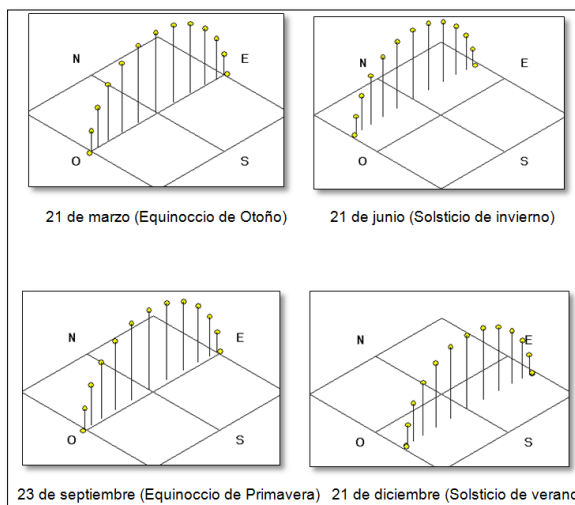 N E
O S
N E
O S
21 de marzo (Equinoccio de Otoño) 21 de junio (Solsticio de invierno)
N E
O S
N E
O S
23 de septiembre (Equinoccio de Primavera) 21 de diciembre (Solsticio de verano